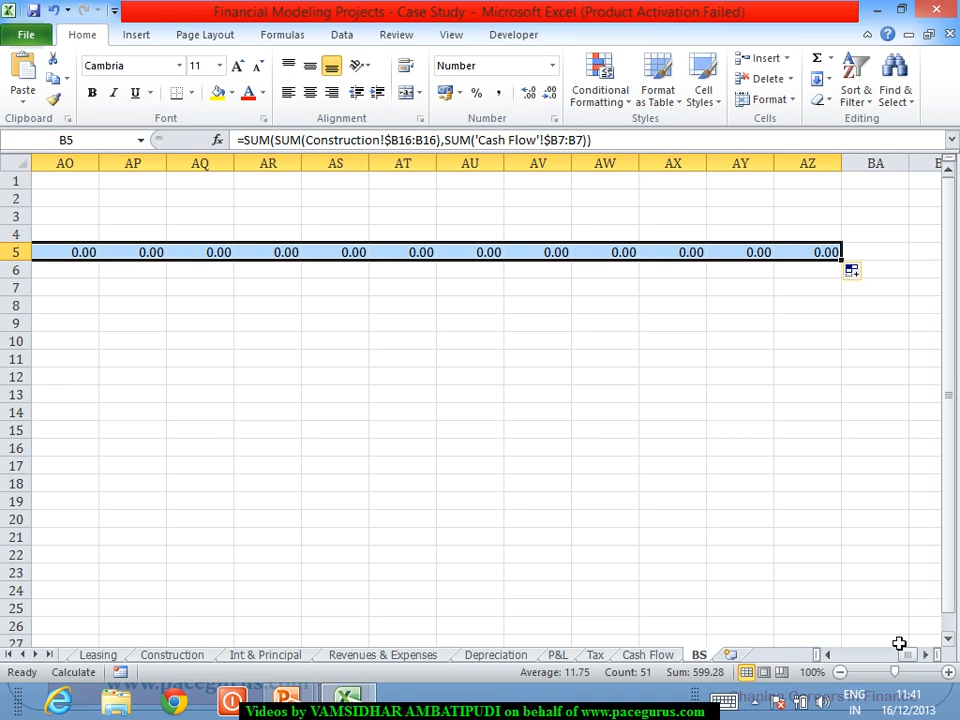 Financial Modeling Projects - Case Study - Microsoft Excel (Product Activation Failed)
File Home Insert Page Layout Formulas Data Review View Developer
Cambria 11 Number Insert Σ
Paste B I U A Delete
Conditional Formatting Format as Table Cell Styles Format Sort & Filter Find & Select
Clipboard Font Alignment Number Styles Cells Editing
B5 fx =SUM(SUM(Construction!$B16:B16),SUM('Cash Flow'!$B7:B7))
AO AP AQ AR AS AT AU AV AW AX AY AZ BA
1
2
3
4
5 0.00 0.00 0.00 0.00 0.00 0.00 0.00 0.00 0.00 0.00 0.00 0.00
6
7
8
9
10
11
12
13
14
15
16
17
18
19
20
21
22
23
24
25
26
27
Leasing Construction Int & Principal Revenues & Expenses Depreciation P&L Tax Cash Flow BS
Ready Calculate Average: 11.75 Count: 51 Sum: 599.28 100%
www.pacegurus.com Shaping Careers in Finance
ENG 11:41
IN 16/12/2013
Videos by VAMSIDHAR AMBATIPUDI on behalf of www.pacegurus.com